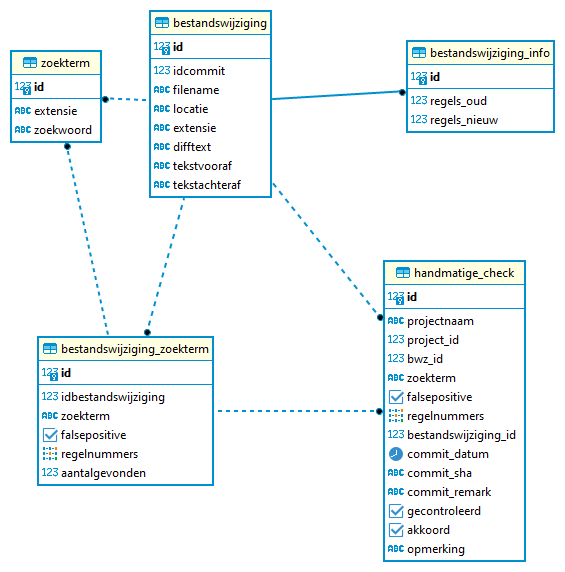 bestandswijziging
123 id
123 idcommit
ABC filename
ABC locatie
ABC extensie
ABC difftext
ABC tekstvooraf
ABC tekstachteraf
zoekterm
123 id
ABC extensie
ABC zoekwoord
bestandswijziging_info
123 id
123 regels_oud
123 regels_nieuw
handmatige_check
123 id
ABC projectnaam
123 project_id
123 bwz_id
ABC zoekterm
falsepositive
regelnummers
123 bestandswijziging_id
commit_datum
ABC commit_sha
ABC commit_remark
gecontroleerd
akkoord
ABC opmerking
bestandswijziging_zoekterm
123 id
123 idbestandswijziging
ABC zoekterm
falsepositive
regelnummers
123 aantalgevonden